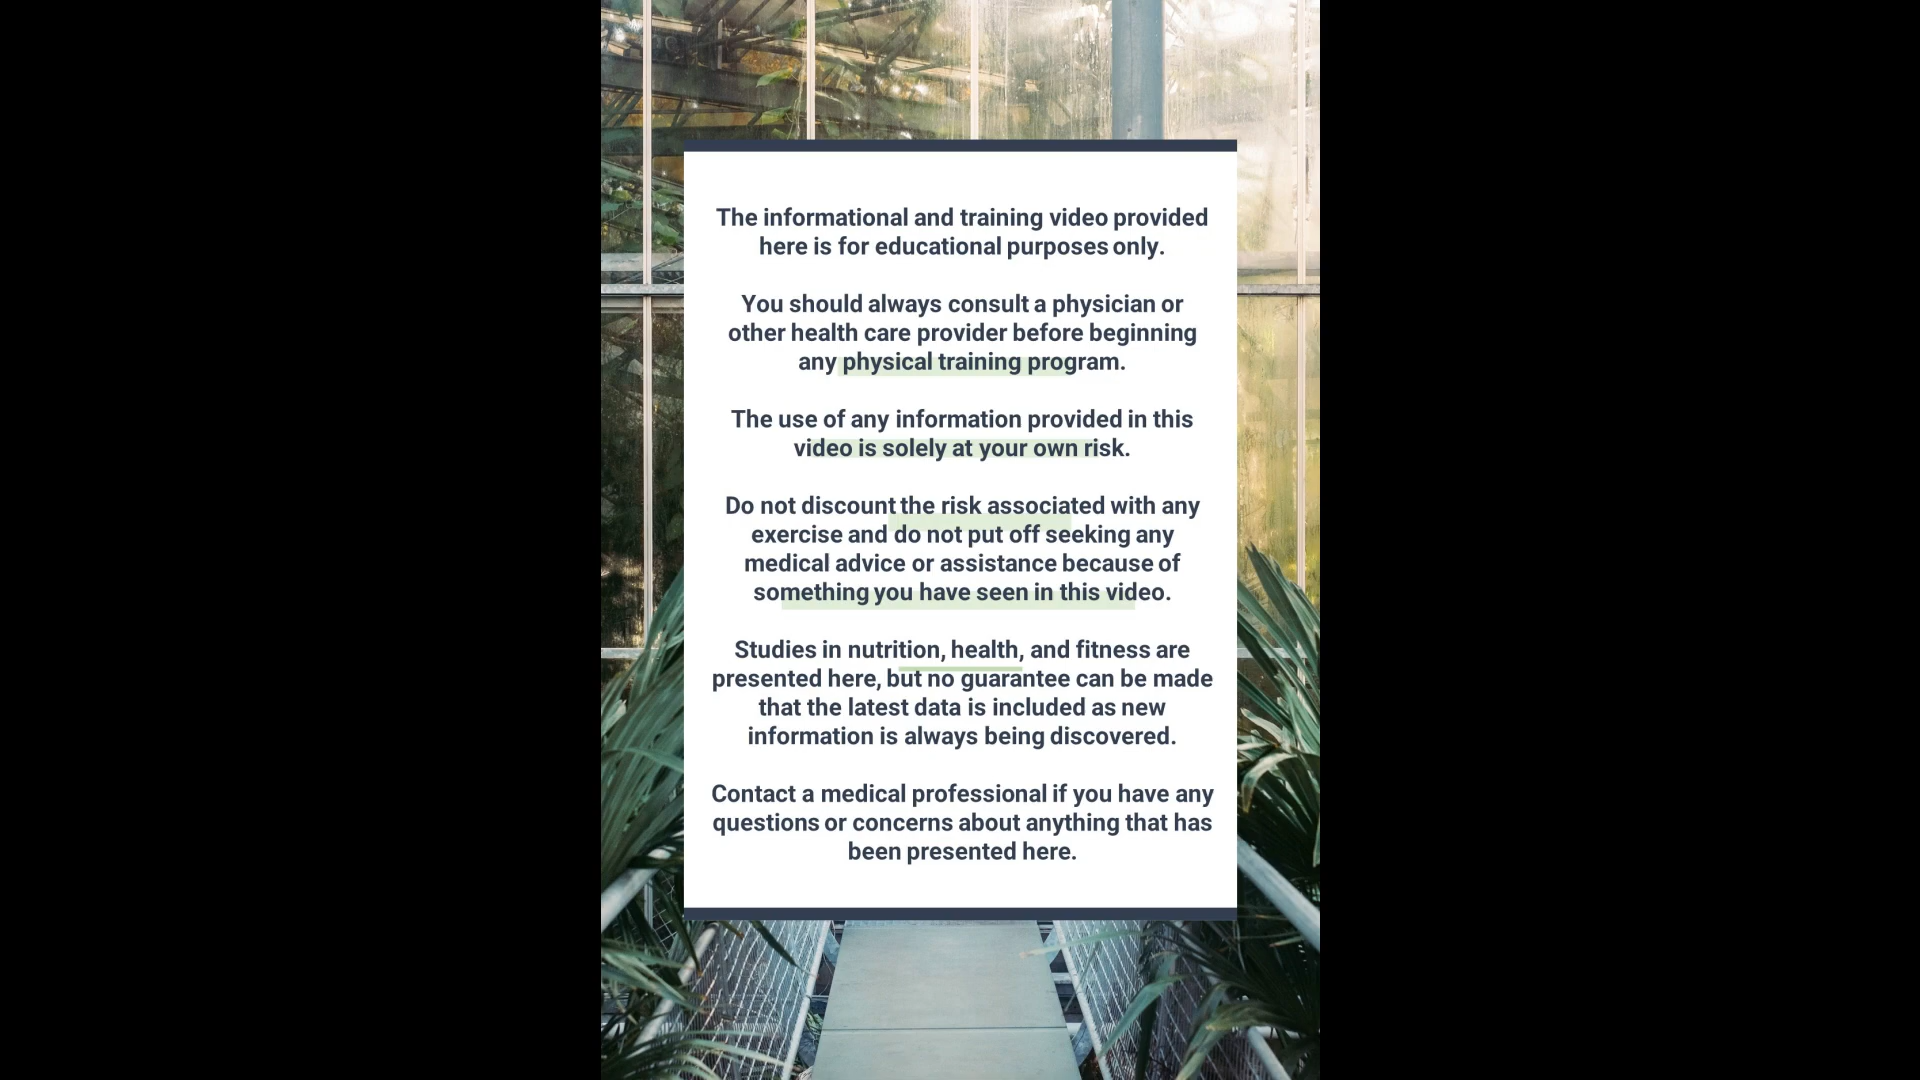 The informational and training video provided
here is for educational purposes only.
You should always consult a physician or
other health care provider before beginning
any physical training program.
The use of any information provided in this
video is solely at your own risk.
Do not discount the risk associated with any
exercise and do not put off seeking any
medical advice or assistance because of
something you have seen in this video.
Studies in nutrition, health, and fitness are
presented here, but no guarantee can be made
that the latest data is included as new
information is always being discovered.
Contact a medical professional if you have any
questions or concerns about anything that has
been presented here.